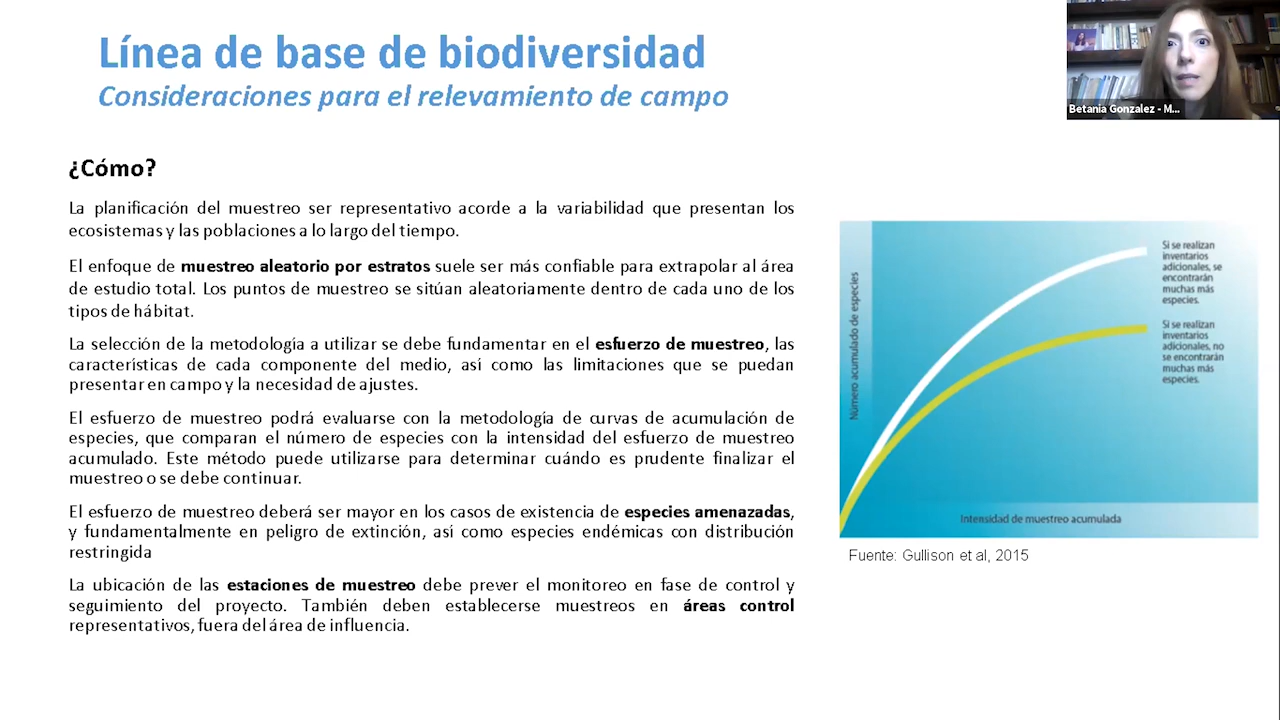 Línea de base de biodiversidad
Consideraciones para el relevamiento de campo
Betania Gonzalez - M...
¿Cómo?
La planificación del muestreo ser representativo acorde a la variabilidad que presentan los
ecosistemas y las poblaciones a lo largo del tiempo.
El enfoque de muestreo aleatorio por estratos suele ser más confiable para extrapolar al área
de estudio total. Los puntos de muestreo se sitúan aleatoriamente dentro de cada uno de los
tipos de hábitat.
La selección de la metodología a utilizar se debe fundamentar en el esfuerzo de muestreo, las
características de cada componente del medio, así como las limitaciones que se puedan
presentar en campo y la necesidad de ajustes.
El esfuerzo de muestreo podrá evaluarse con la metodología de curvas de acumulación de
especies, que comparan el número de especies con la intensidad del esfuerzo de muestreo
acumulado. Este método puede utilizarse para determinar cuándo es prudente finalizar el
muestreo o se debe continuar.
El esfuerzo de muestreo deberá ser mayor en los casos de existencia de especies amenazadas,
y fundamentalmente en peligro de extinción, así como especies endémicas con distribución
restringida
La ubicación de las estaciones de muestreo debe prever el monitoreo en fase de control y
seguimiento del proyecto. También deben establecerse muestreos en áreas control
representativos, fuera del área de influencia.
Número acumulado de especies
Si se realizan
inventarios
adicionales, se
encontrarán
muchas más
especies.
Si se realizan
inventarios
adicionales, no
se encontrarán
muchas más
especies.
Intensidad de muestreo acumulada
Fuente: Gullison et al, 2015